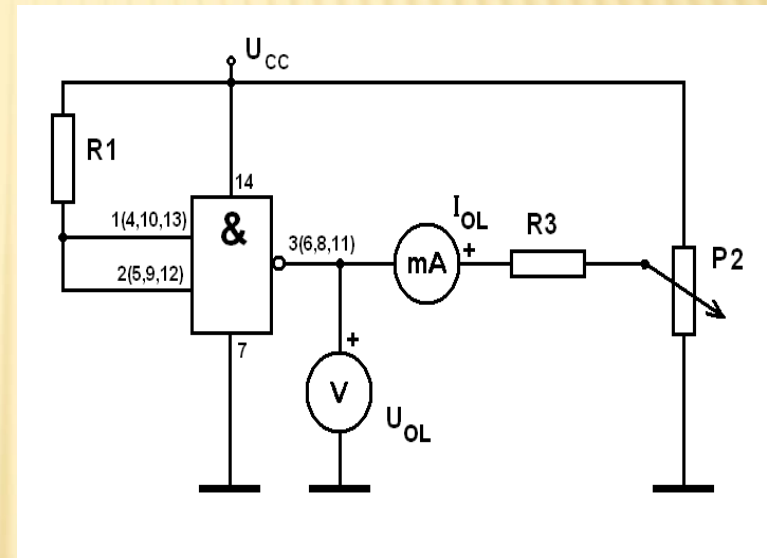 UCC
R1
14
1(4,10,13)
&
3(6,8,11)
IOL
R3
mA
+
P2
2(5,9,12)
7
+
V
UOL